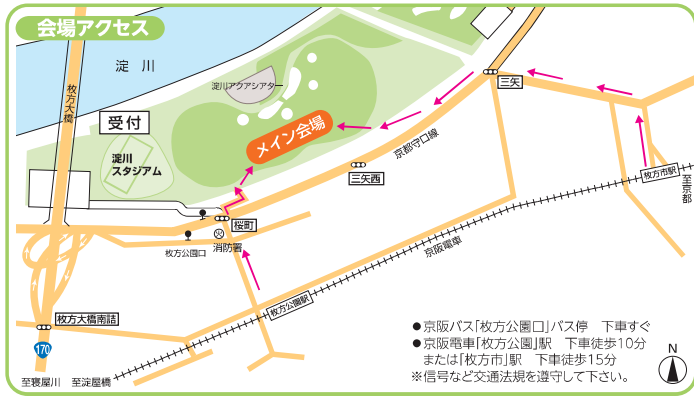 会場アクセス
淀川
枚方大橋
淀川アクアシアター
受付
メイン会場
三矢
淀川
スタジアム
京都守口線
三矢西
枚方市駅
至京都
桜町
消防署
枚方公園口
京阪電車
枚方公園駅
枚方大橋南詰
170
至寝屋川 至淀屋橋
●京阪バス「枚方公園口」バス停 下車すぐ
●京阪電車「枚方公園」駅 下車徒歩10分
または「枚方市」駅 下車徒歩15分
※信号など交通法規を遵守して下さい。
N